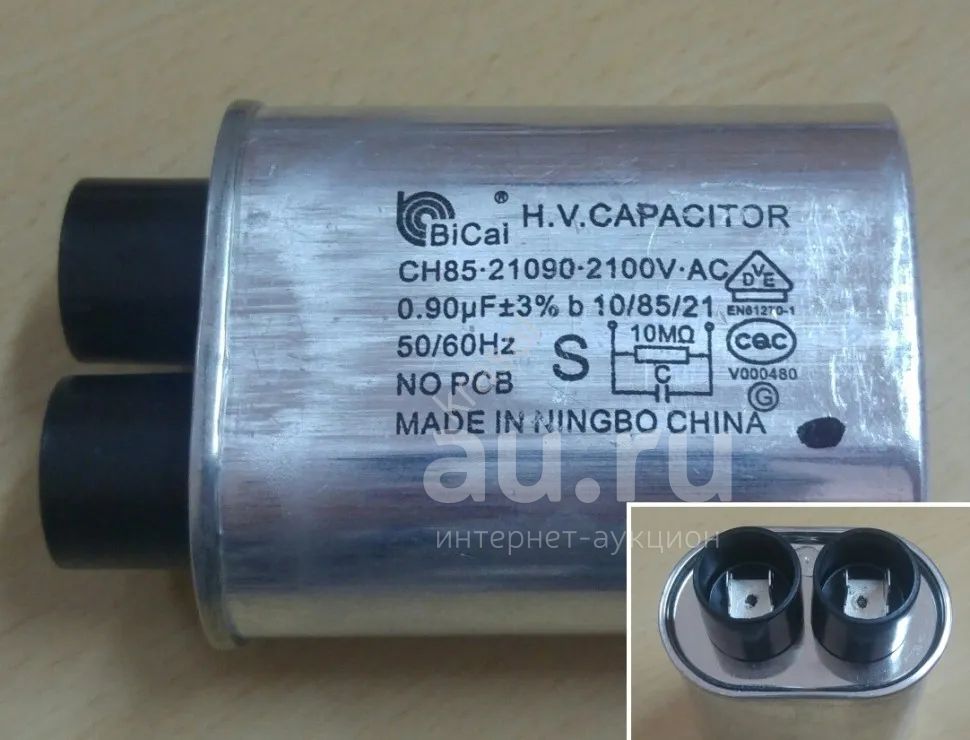 BiCai ® H.V.CAPACITOR
CH85-21090-2100V-AC
VDE
EN61270-1
0.90µF±3% b 10/85/21
50/60Hz
S
10MΩ
C
CQC
V000480
NO PCB
G
MADE IN NINGBO CHINA
au.ru
интернет-аукцион